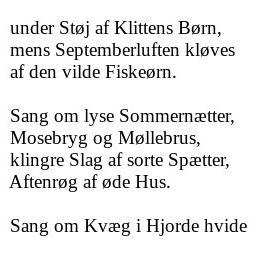 under Støj af Klittens Børn,
mens Septemberluften kløves
af den vilde Fiskeørn.
Sang om lyse Sommernætter,
Mosebryg og Møllebrus,
klingre Slag af sorte Spætter,
Aftenrøg af øde Hus.
Sang om Kvæg i Hjorde hvide